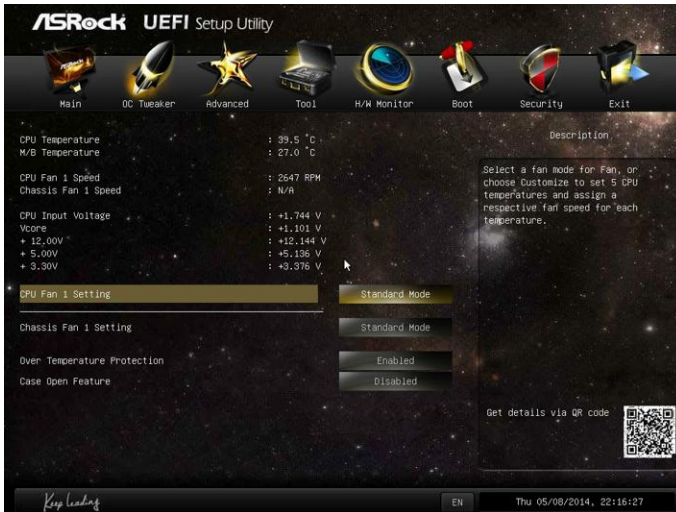 ASRock UEFI Setup Utility
ASRock
Main OC Tweaker Advanced Tool H/W Monitor Boot Security Exit
Description
CPU Temperature : 39.5 °C
M/B Temperature : 27.0 °C
CPU Fan 1 Speed : 2647 RPM
Chassis Fan 1 Speed : N/A
CPU Input Voltage : +1.744 V
Vcore : +1.101 V
+ 12.00V : +12.144 V
+ 5.00V : +5.136 V
+ 3.30V : +3.376 V
Select a fan mode for Fan, or
choose Customize to set 5 CPU
temperatures and assign a
respective fan speed for each
temperature.
CPU Fan 1 Setting Standard Mode
Chassis Fan 1 Setting Standard Mode
Over Temperature Protection Enabled
Case Open Feature Disabled
Get details via QR code
Keep Leading
EN Thu 05/08/2014, 22:16:27